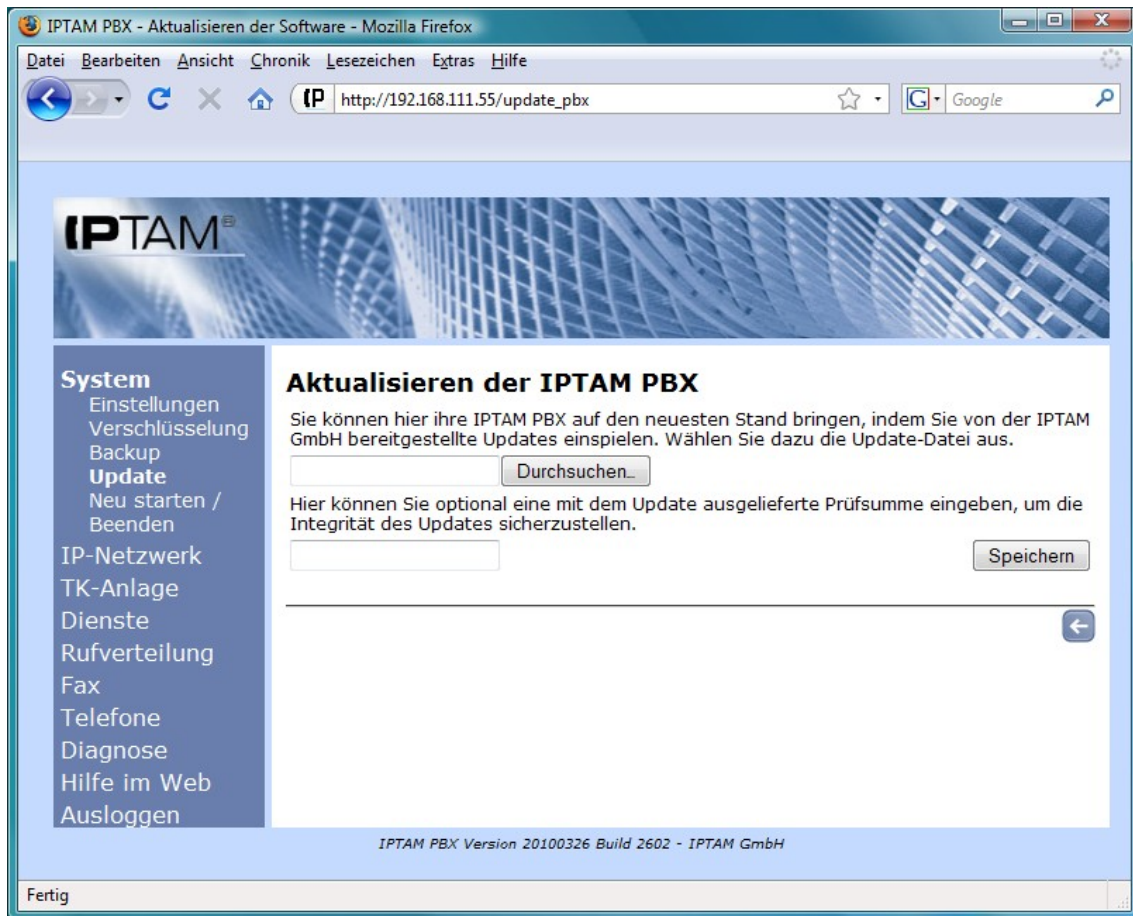 IPTAM PBX - Aktualisieren der Software - Mozilla Firefox
Datei Bearbeiten Ansicht Chronik Lesezeichen Extras Hilfe
(P http://192.168.111.55/update_pbx G Google
IPTAM®
System
Einstellungen
Verschlüsselung
Backup
Update
Neu starten /
Beenden
IP-Netzwerk
TK-Anlage
Dienste
Rufverteilung
Fax
Telefone
Diagnose
Hilfe im Web
Ausloggen
Aktualisieren der IPTAM PBX
Sie können hier ihre IPTAM PBX auf den neuesten Stand bringen, indem Sie von der IPTAM
GmbH bereitgestellte Updates einspielen. Wählen Sie dazu die Update-Datei aus.
Durchsuchen…
Hier können Sie optional eine mit dem Update ausgelieferte Prüfsumme eingeben, um die
Integrität des Updates sicherzustellen.
Speichern
IPTAM PBX Version 20100326 Build 2602 - IPTAM GmbH
Fertig